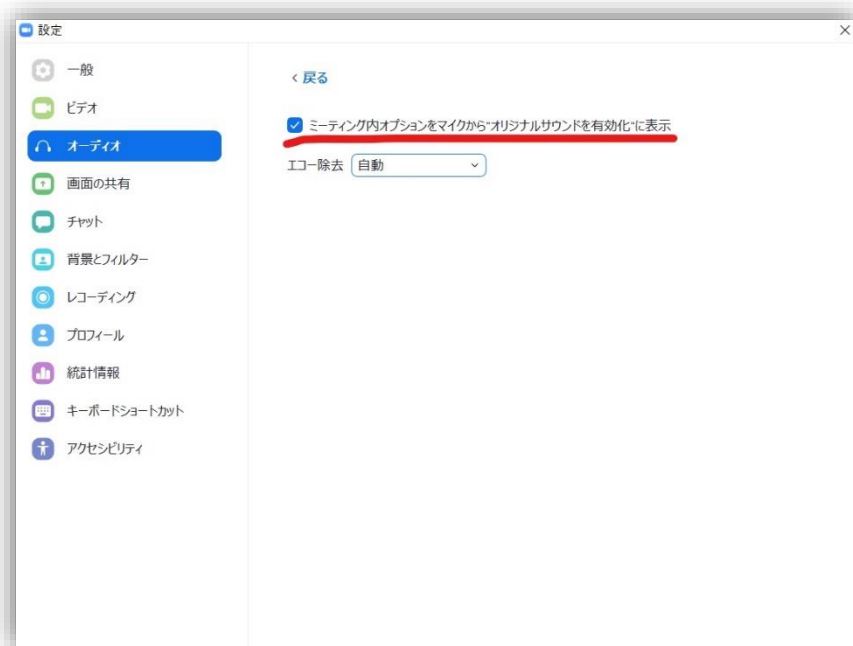 設定
一般
ビデオ
オーディオ
画面の共有
チャット
背景とフィルター
レコーディング
プロフィール
統計情報
キーボードショートカット
アクセシビリティ
戻る
ミーティング内オプションをマイクから"オリジナルサウンドを有効化"に表示
エコー除去 自動